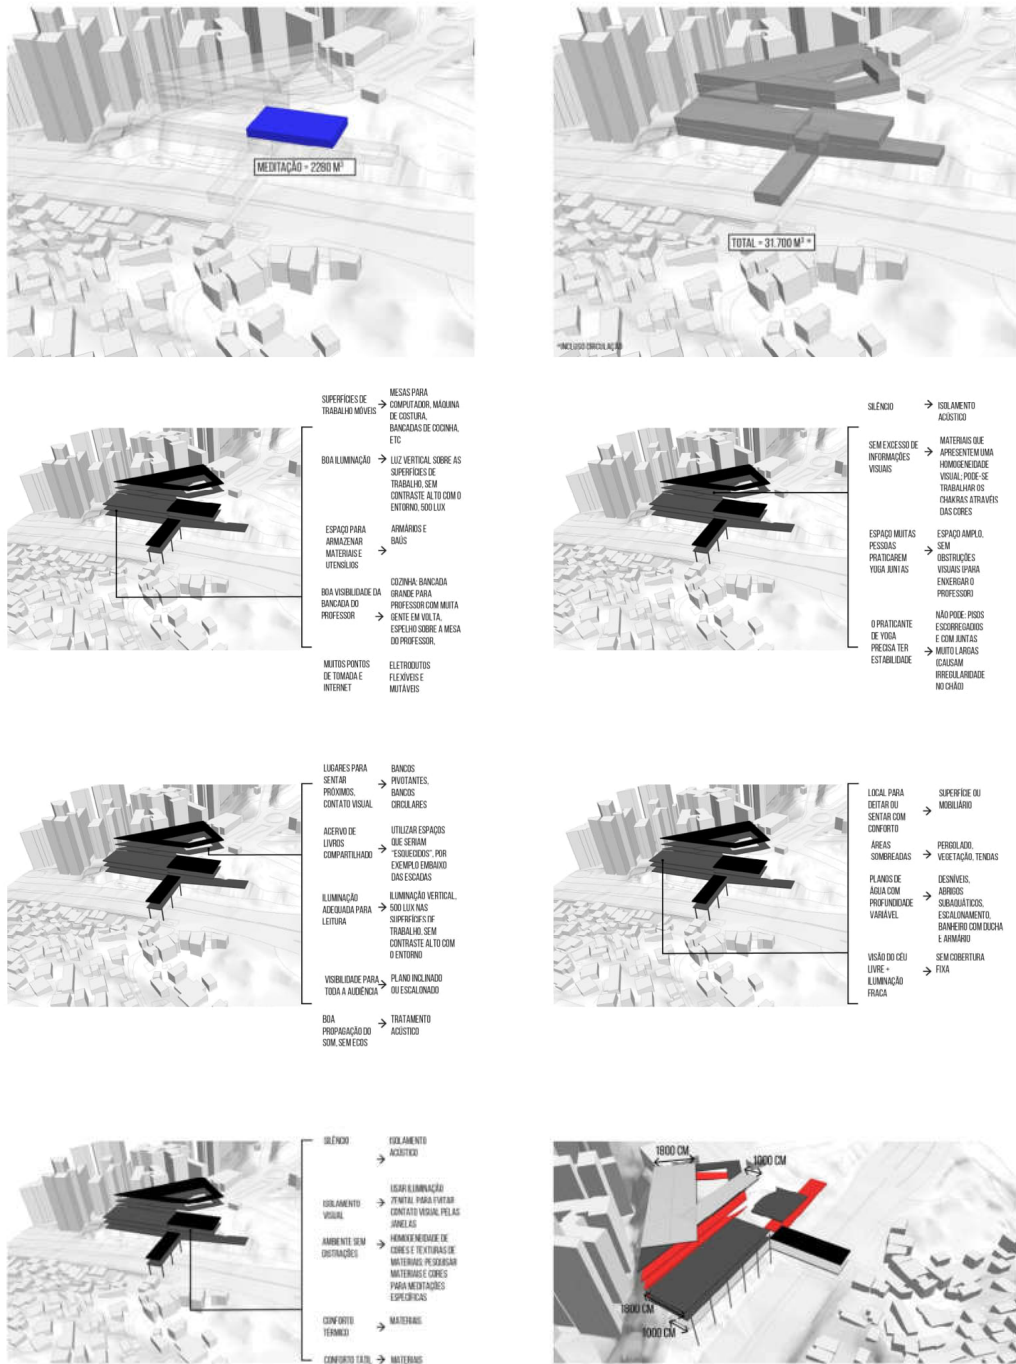 MEDITAÇÃO = 2280 M³
TOTAL = 31.700 M³ *
*INCLUSO CIRCULAÇÃO
SUPERFÍCIES DE
TRABALHO MÓVEIS
→
MESAS PARA
COMPUTADOR, MÁQUINA
DE COSTURA,
BANCADAS DE COCINHA,
ETC
BOA ILUMINAÇÃO
→
LUZ VERTICAL SOBRE AS
SUPERFÍCIES DE
TRABALHO, SEM
CONTRASTE ALTO COM O
ENTORNO, 500 LUX
ESPAÇO PARA
ARMAZENAR
MATERIAIS E
UTENSÍLIOS
→
ARMÁRIOS E
BAÚS
BOA VISIBILIDADE DA
BANCADA DO
PROFESSOR
→
COZINHA: BANCADA
GRANDE PARA
PROFESSOR COM MUITA
GENTE EM VOLTA,
ESPELHO SOBRE A MESA
DO PROFESSOR,
MUITOS PONTOS
DE TOMADA E
INTERNET
→
ELETRODUTOS
FLEXÍVEIS E
MUTÁVEIS
SILÊNCIO
→
ISOLAMENTO
ACÚSTICO
SEM EXCESSO DE
INFORMAÇÕES
VISUAIS
→
MATERIAIS QUE
APRESENTEM UMA
HOMOGENEIDADE
VISUAL; PODE-SE
TRABALHAR OS
CHAKRAS ATRAVÉIS
DAS CORES
ESPAÇO MUITAS
PESSOAS
PRATICAREM
YOGA JUNTAS
→
ESPAÇO AMPLO,
SEM
OBSTRUÇÕES
VISUAIS (PARA
ENXERGAR O
PROFESSOR)
O PRATICANTE
DE YOGA
PRECISA TER
ESTABILIDADE
→
NÃO PODE: PISOS
ESCORREGADIOS
E COM JUNTAS
MUITO LARGAS
(CAUSAM
IRREGULARIDADE
NO CHÃO)
LUGARES PARA
SENTAR
PRÓXIMOS,
CONTATO VISUAL
→
BANCOS
PIVOTANTES,
BANCOS
CIRCULARES
ACERVO DE
LIVROS
COMPARTILHADO
→
UTILIZAR ESPAÇOS
QUE SERIAM
"ESQUECIDOS", POR
EXEMPLO EMBAIXO
DAS ESCADAS
ILUMINAÇÃO
ADEQUADA PARA
LEITURA
→
ILUMINAÇÃO VERTICAL,
500 LUX NAS
SUPERFÍCIES DE
TRABALHO, SEM
CONTRASTE ALTO COM
O ENTORNO
VISIBILIDADE PARA
TODA A AUDIÊNCIA
→
PLANO INCLINADO
OU ESCALONADO
BOA
PROPAGAÇÃO DO
SOM, SEM ECOS
→
TRATAMENTO
ACÚSTICO
LOCAL PARA
DEITAR OU
SENTAR COM
CONFORTO
→
SUPERFÍCIE OU
MOBILIÁRIO
ÁREAS
SOMBREADAS
→
PERGOLADO,
VEGETAÇÃO, TENDAS
PLANOS DE
ÁGUA COM
PROFUNDIDADE
VARIÁVEL
→
DESNÍVEIS,
ABRIGOS
SUBAQUÁTICOS,
ESCALONAMENTO,
BANHEIRO COM DUCHA
E ARMÁRIO
VISÃO DO CÉU
LIVRE +
ILUMINAÇÃO
FRACA
→
SEM COBERTURA
FIXA
SILÊNCIO
→
ISOLAMENTO
ACÚSTICO
ISOLAMENTO
VISUAL
→
USAR ILUMINAÇÃO
ZENITAL PARA EVITAR
CONTATO VISUAL PELAS
JANELAS
AMBIENTE SEM
DISTRAÇÕES
→
HOMOGENEIDADE DE
CORES E TEXTURAS DE
MATERIAIS; PESQUISAR
MATERIAIS E CORES
PARA MEDITAÇÕES
ESPECÍFICAS
CONFORTO
TÉRMICO
→
MATERIAIS
CONFORTO TÁTIL
→
MATERIAIS
1800 CM
1000 CM
1800 CM
1000 CM